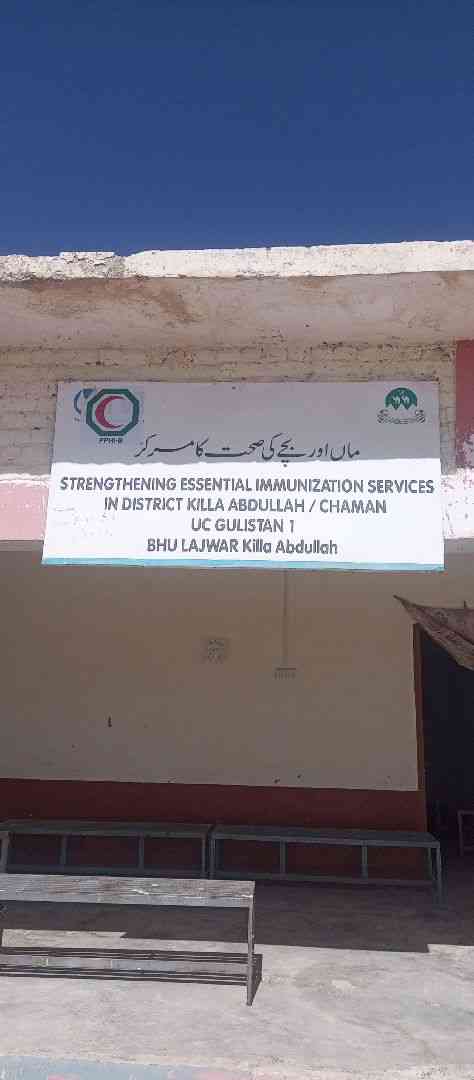 PPHI-B
ماں اور بچے کی صحت کا مرکز
STRENGTHENING ESSENTIAL IMMUNIZATION SERVICES
IN DISTRICT KILLA ABDULLAH / CHAMAN
UC GULISTAN 1
BHU LAJWAR Killa Abdullah